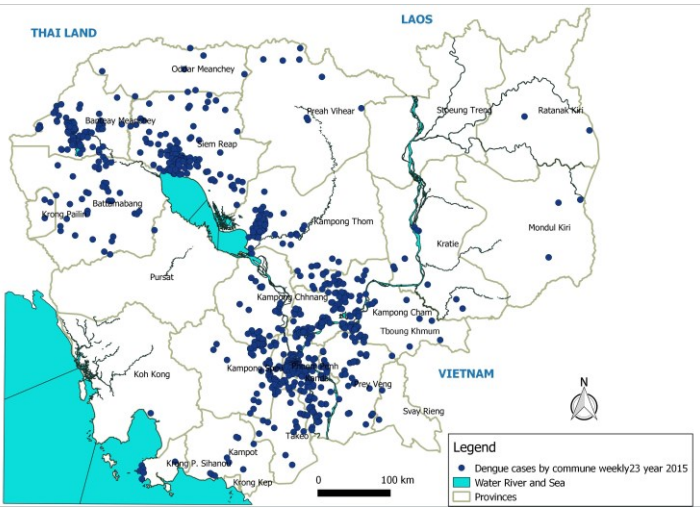 THAI LAND
LAOS
Oddar Meanchey
Stoeung Treng
Ratanak Kiri
Preah Vihear
Banteay Meanchey
Siem Reap
Battambang
Krong Pailin
Kampong Thom
Mondul Kiri
Kratie
Pursat
Kampong Chhnang
Kampong Cham
Tboung Khmum
Kampong
Phnom Penh
Koh Kong
Prey Veng
VIETNAM
Svay Rieng
Takeo
Kampot
Krong P. Sihanouk
Krong Kep
N
0 100 km
Legend
Dengue cases by commune weekly23 year 2015
Water River and Sea
Provinces